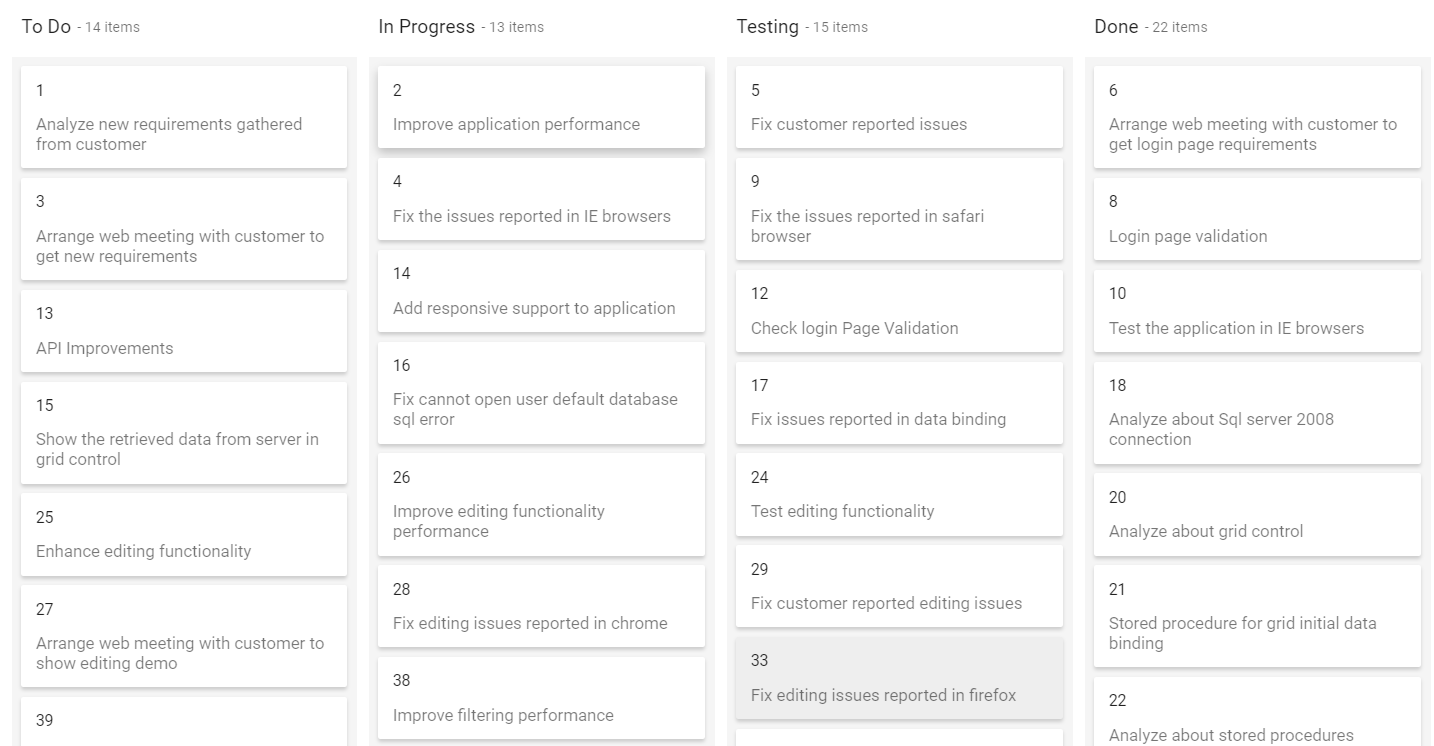 To Do - 14 items
1
Analyze new requirements gathered
from customer
3
Arrange web meeting with customer to
get new requirements
13
API Improvements
15
Show the retrieved data from server in
grid control
25
Enhance editing functionality
27
Arrange web meeting with customer to
show editing demo
39
In Progress - 13 items
2
Improve application performance
4
Fix the issues reported in IE browsers
14
Add responsive support to application
16
Fix cannot open user default database
sql error
26
Improve editing functionality
performance
28
Fix editing issues reported in chrome
38
Improve filtering performance
Testing - 15 items
5
Fix customer reported issues
9
Fix the issues reported in safari
browser
12
Check login Page Validation
17
Fix issues reported in data binding
24
Test editing functionality
29
Fix customer reported editing issues
33
Fix editing issues reported in firefox
Done - 22 items
6
Arrange web meeting with customer to
get login page requirements
8
Login page validation
10
Test the application in IE browsers
18
Analyze about Sql server 2008
connection
20
Analyze about grid control
21
Stored procedure for grid initial data
binding
22
Analyze about stored procedures